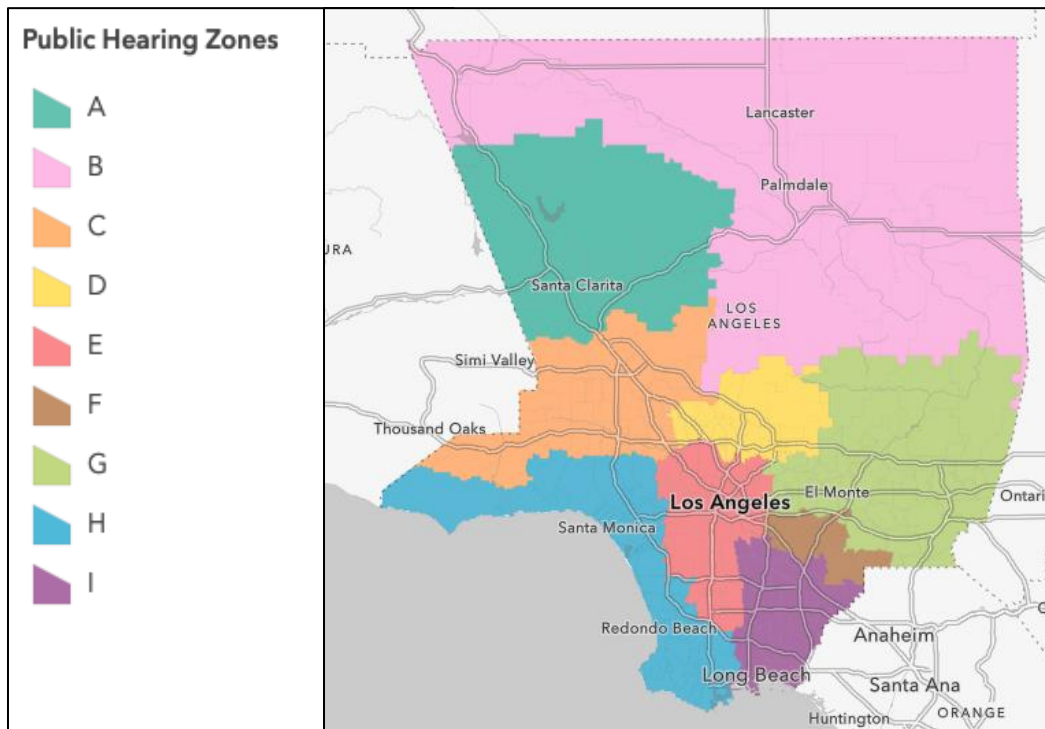 Public Hearing Zones
A
B
C
D
E
F
G
H
I
Lancaster
Palmdale
URA
Santa Clarita
LOS
ANGELES
Simi Valley
Thousand Oaks
Los Angeles
El Monte
Ontari
Santa Monica
Redondo Beach
Anaheim
Long Beach
Santa Ana
ORANGE
Huntington